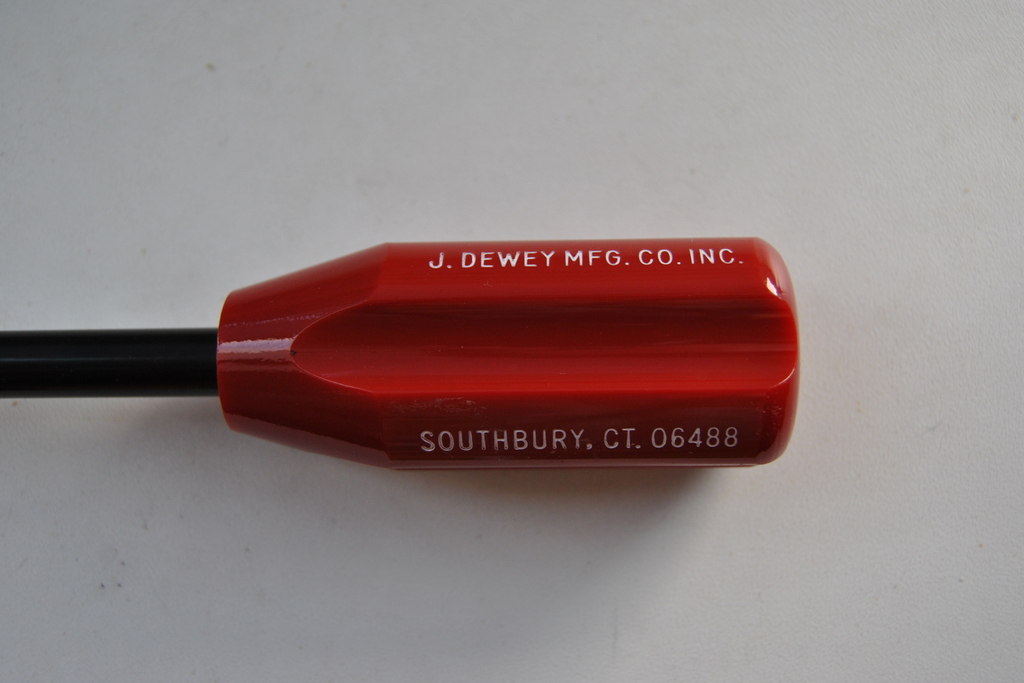 J. DEWEY MFG. CO. INC.
SOUTHBURY, CT. 06488